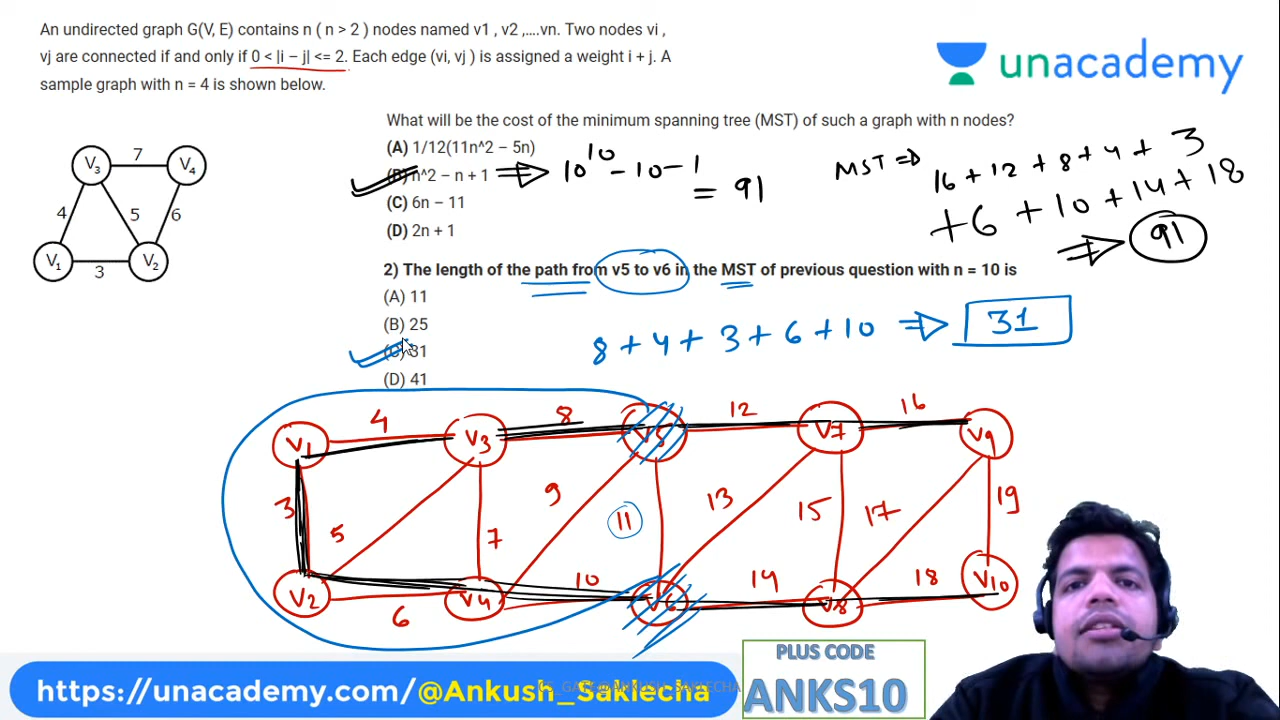 An undirected graph G(V, E) contains n ( n > 2 ) nodes named v1 , v2 ,....vn. Two nodes vi ,
vj are connected if and only if 0 < |i − j| <= 2. Each edge (vi, vj ) is assigned a weight i + j. A
sample graph with n = 4 is shown below.
unacademy
What will be the cost of the minimum spanning tree (MST) of such a graph with n nodes?
(A) 1/12(11n^2 − 5n)
(B) n^2 − n + 1 ⇒ 10^10 - 10 - 1
= 91
(C) 6n − 11
(D) 2n + 1
MST ⇒ 16 + 12 + 8 + 4 + 3
+ 6 + 10 + 14 + 18
⇒ 91
V3 7 V4
4 5 6
V1 3 V2
2) The length of the path from v5 to v6 in the MST of previous question with n = 10 is
(A) 11
(B) 25
(C) 31
(D) 41
8 + 4 + 3 + 6 + 10 ⇒ 31
V1 4 V3 8 V5 12 V7 16 V9
3 5 7 9 11 13 15 17 19
V2 6 V4 10 V6 14 V8 18 V10
https://unacademy.com/@Ankush_Saklecha
PLUS CODE
ANKS10